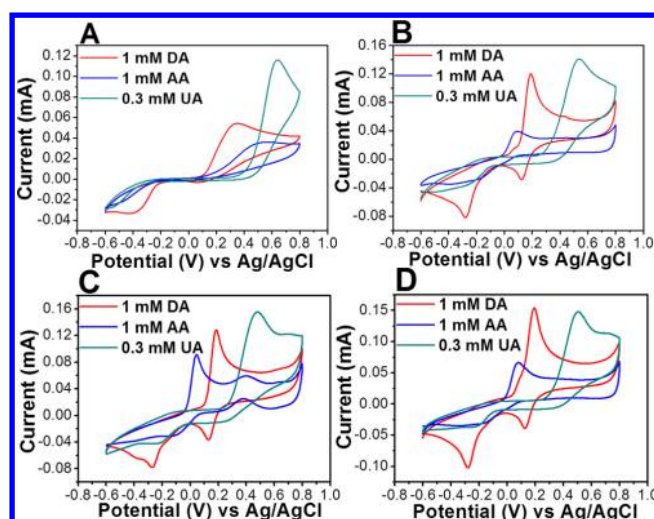 A
1 mM DA
1 mM AA
0.3 mM UA
Current (mA)
0.12
0.10
0.08
0.06
0.04
0.02
0.00
-0.02
-0.04
-0.8 -0.6 -0.4 -0.2 0.0 0.2 0.4 0.6 0.8 1.0
Potential (V) vs Ag/AgCl
B
1 mM DA
1 mM AA
0.3 mM UA
Current (mA)
0.16
0.12
0.08
0.04
0.00
-0.04
-0.08
-0.8 -0.6 -0.4 -0.2 0.0 0.2 0.4 0.6 0.8 1.0
Potential (V) vs Ag/AgCl
C
1 mM DA
1 mM AA
0.3 mM UA
Current (mA)
0.16
0.12
0.08
0.04
0.00
-0.04
-0.08
-0.8 -0.6 -0.4 -0.2 0.0 0.2 0.4 0.6 0.8 1.0
Potential (V) vs Ag/AgCl
D
1 mM DA
1 mM AA
0.3 mM UA
Current (mA)
0.15
0.10
0.05
0.00
-0.05
-0.10
-0.8 -0.6 -0.4 -0.2 0.0 0.2 0.4 0.6 0.8 1.0
Potential (V) vs Ag/AgCl